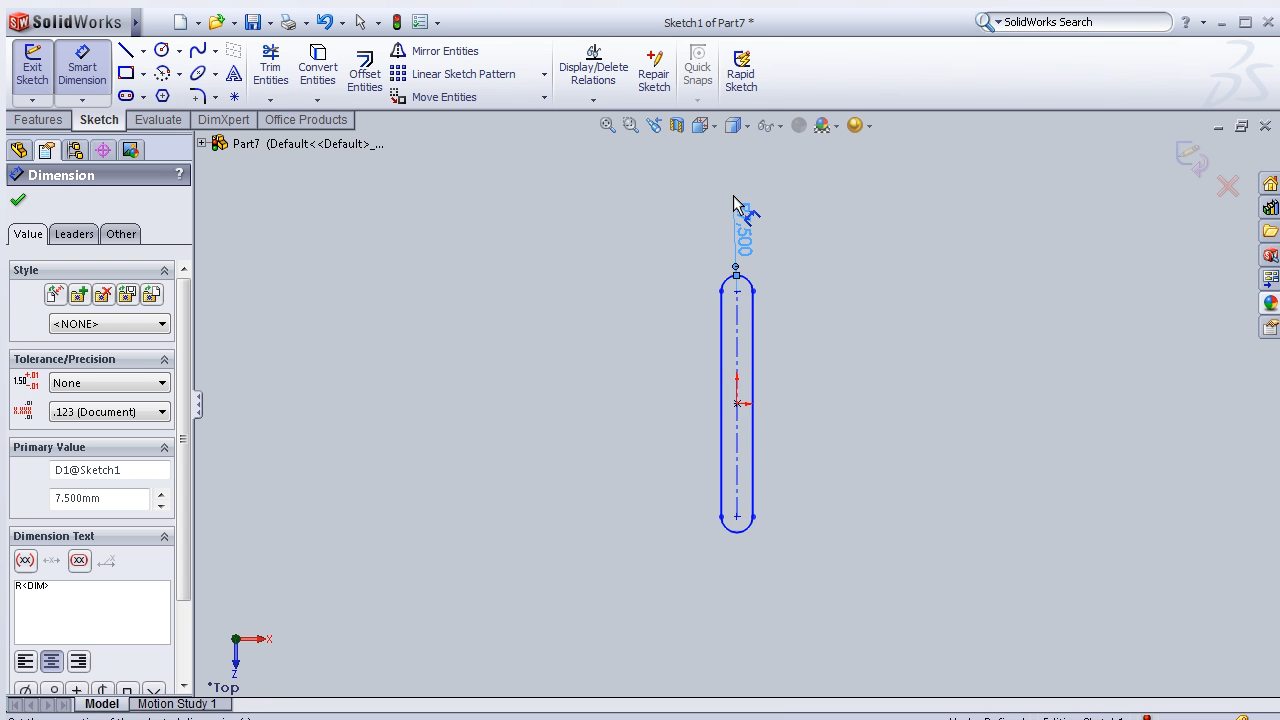 SolidWorks
Sketch1 of Part7 *
SolidWorks Search
Exit Sketch
Smart Dimension
Trim Entities
Convert Entities
Offset Entities
Mirror Entities
Linear Sketch Pattern
Move Entities
Display/Delete Relations
Repair Sketch
Quick Snaps
Rapid Sketch
Features
Sketch
Evaluate
DimXpert
Office Products
Part7 (Default<<Default>_...
Dimension
?
Value
Leaders
Other
Style
<NONE>
Tolerance/Precision
None
,123 (Document)
Primary Value
D1@Sketch1
7.500mm
Dimension Text
(xx)
(xx)
R<DIM>
X
Z
*Top
Model
Motion Study 1